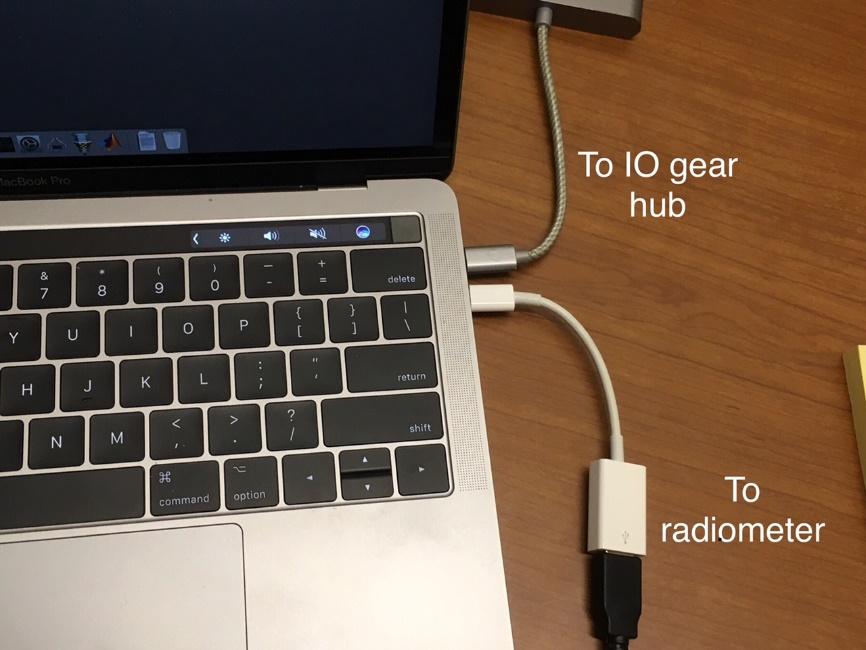 MacBook Pro
To IO gear
hub
& * ( ) — +
7 8 9 0 - = delete
Y U I O P { [ } ] | \
H J K L : ; " ' return
N M < , > . ? / shift
⌘ ⌥
command option
To
radiometer